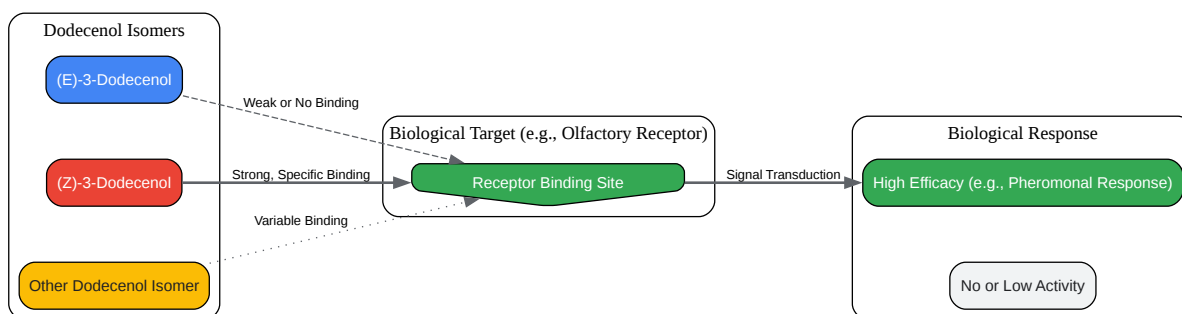 Dodecenol Isomers
(E)-3-Dodecenol
Weak or No Binding
Biological Target (e.g., Olfactory Receptor)
Biological Response
(Z)-3-Dodecenol
Strong, Specific Binding
Receptor Binding Site
Signal Transduction
High Efficacy (e.g., Pheromonal Response)
Variable Binding
Other Dodecenol Isomer
No or Low Activity